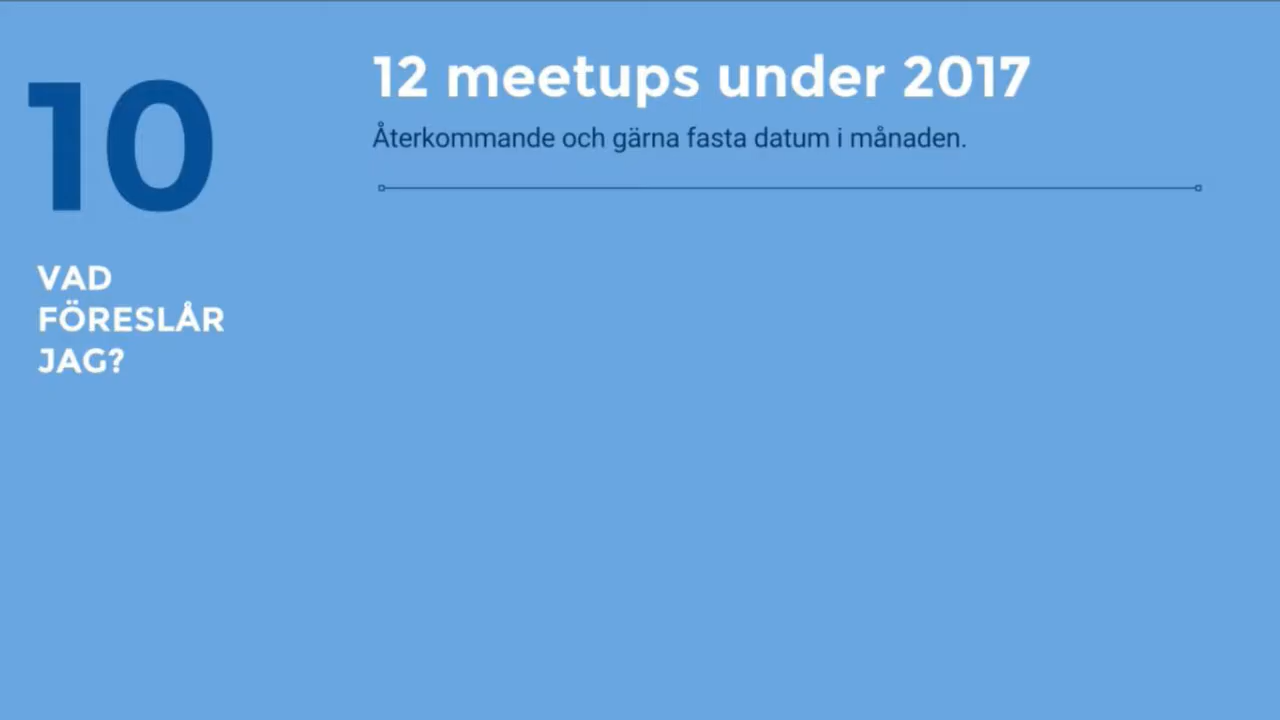 10
VAD
FÖRESLÅR
JAG?
12 meetups under 2017
Återkommande och gärna fasta datum i månaden.